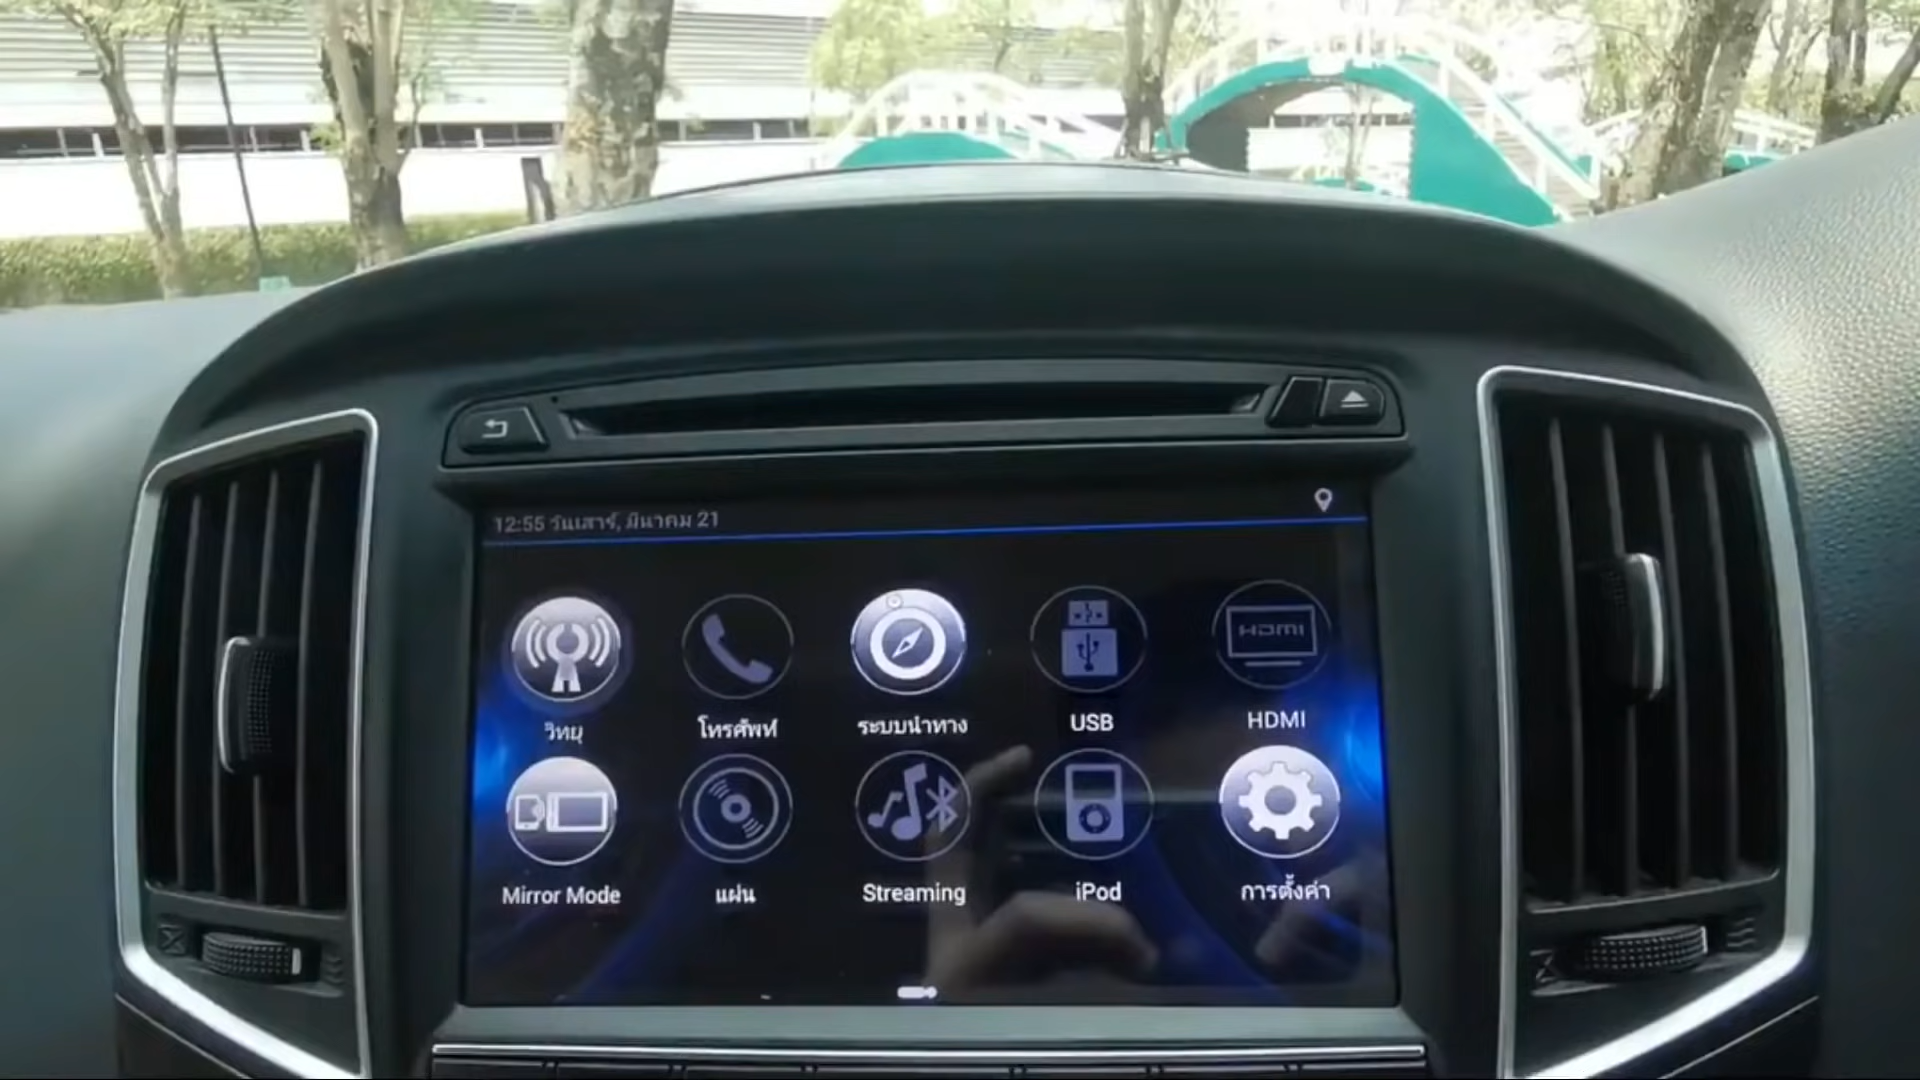 12:55 วันเสาร์, มีนาคม 21
HDMI
วิทยุ
โทรศัพท์
ระบบนำทาง
USB
HDMI
Mirror Mode
แผ่น
Streaming
iPod
การตั้งค่า